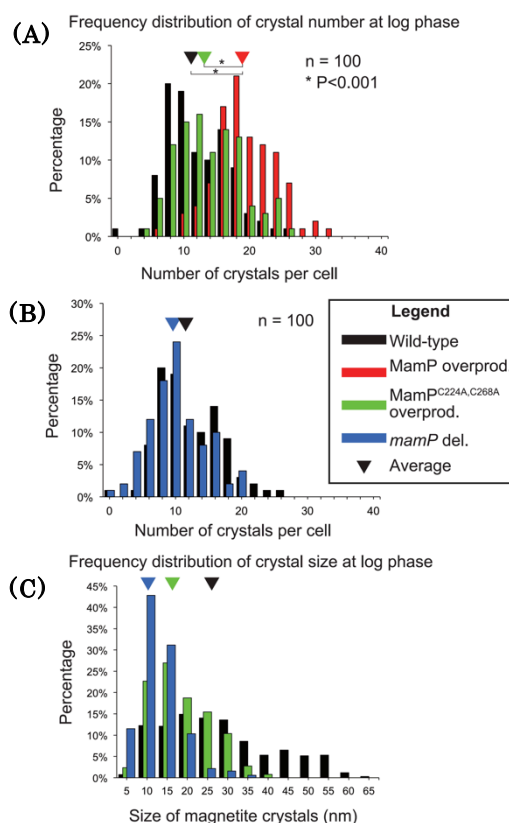 (A)
Frequency distribution of crystal number at log phase
25%
20%
15%
10%
5%
0%
Percentage
*
*
n = 100
* P<0.001
0 10 20 30 40
Number of crystals per cell
(B)
30%
25%
20%
15%
10%
5%
0%
Percentage
n = 100
0 10 20 30 40
Number of crystals per cell
Legend
Wild-type
MamP overprod.
MamP^C224A,C268A
overprod.
mamP del.
Average
Frequency distribution of crystal size at log phase
(C)
45%
40%
35%
30%
25%
20%
15%
10%
5%
0%
Percentage
5 10 15 20 25 30 35 40 45 50 55 60 65
Size of magnetite crystals (nm)